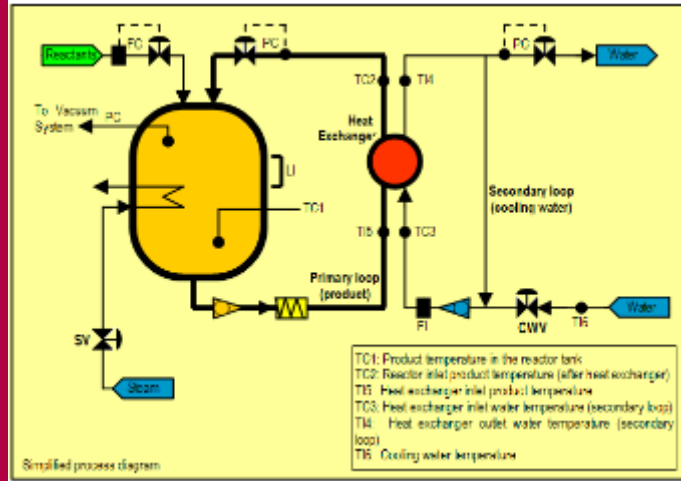 Reactants
FC
PC
PC
Water
TC2
TI4
To Vacuum
System
PC
Heat
Exchanger
LI
Secondary loop
(cooling water)
TC1
TI5
TC3
Primary loop
(product)
SV
FI
CWV
TI6
Water
Steam
TC1: Product temperature in the reactor tank
TC2: Reactor inlet product temperature (after heat exchanger)
TI5: Heat exchanger inlet product temperature
TC3: Heat exchanger inlet water temperature (secondary loop)
TI4: Heat exchanger outlet water temperature (secondary
loop)
TI6: Cooling water temperature
Simplified process diagram